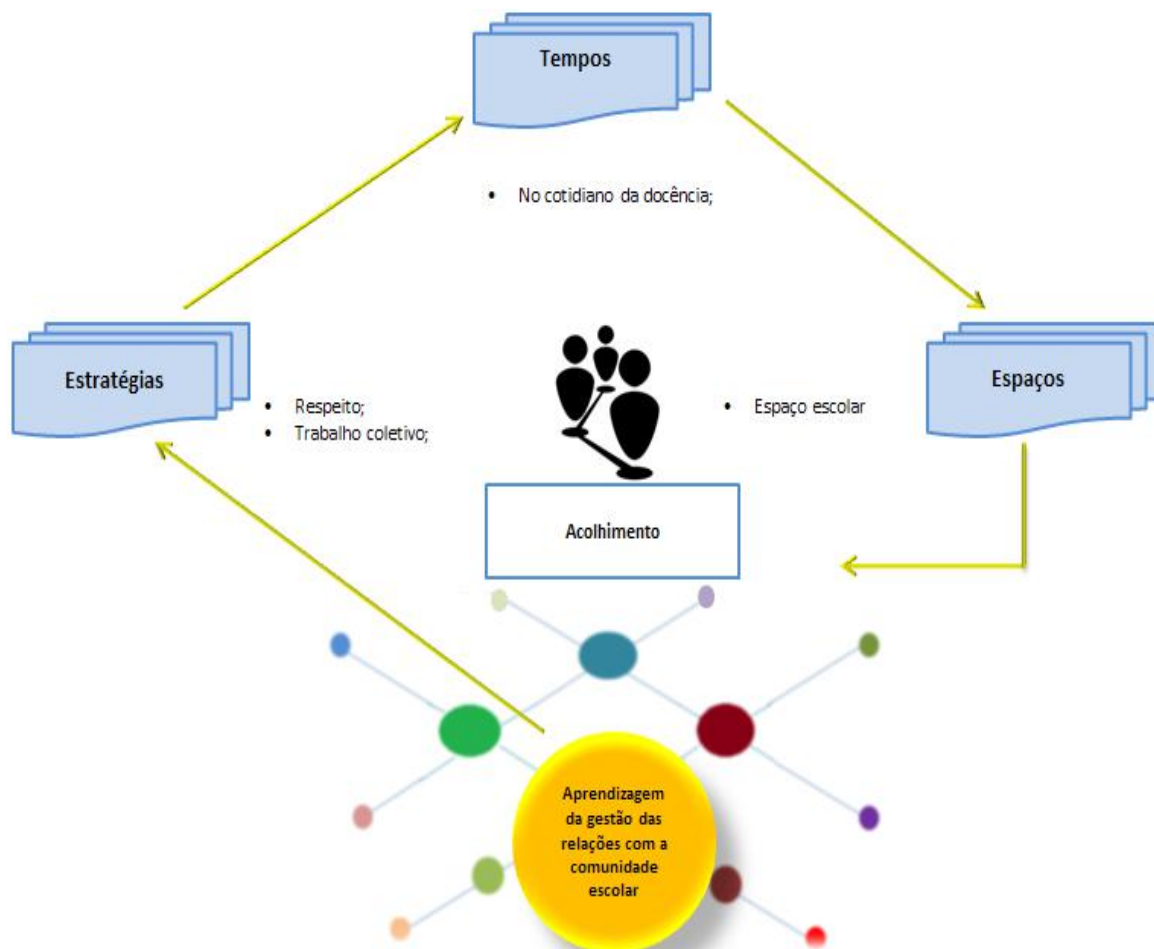 Tempos
• No cotidiano da docência;
Estratégias
• Respeito;
• Trabalho coletivo;
• Espaço escolar
Espaços
Acolhimento
Aprendizagem
da gestão das
relações com a
comunidade
escolar